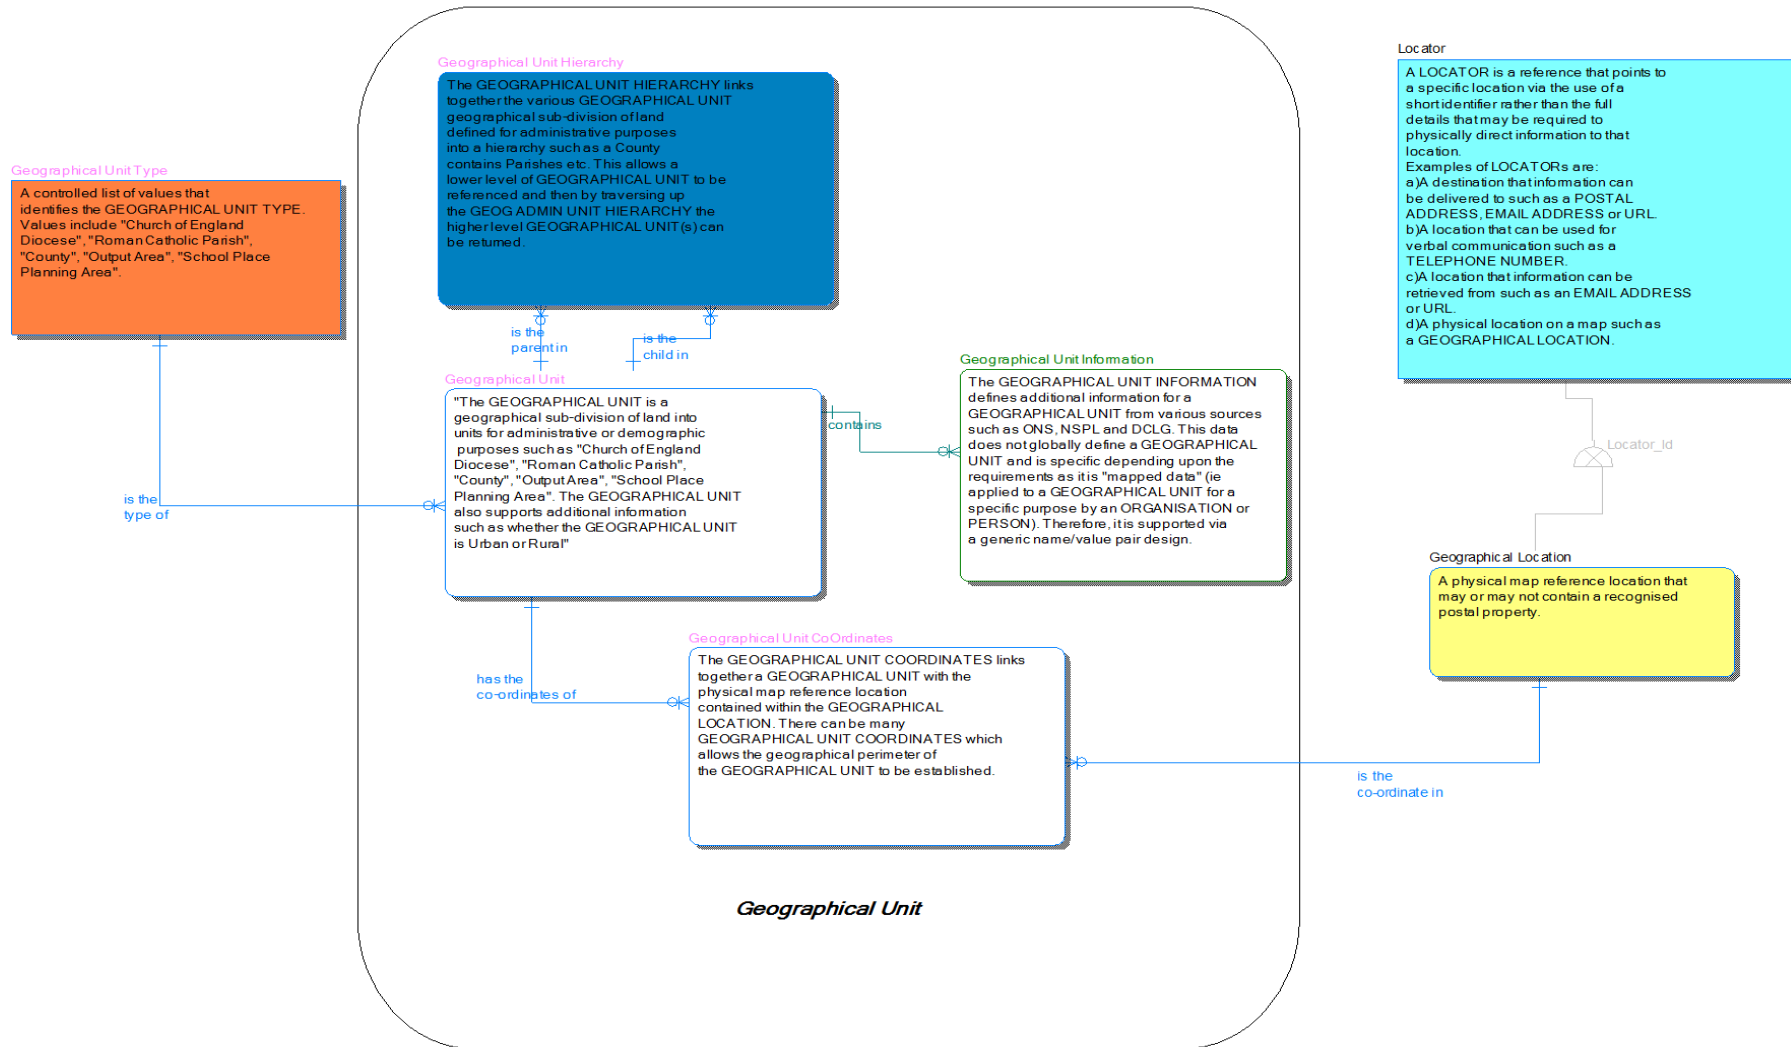 Geographical Unit Hierarchy
The GEOGRAPHICAL UNIT HIERARCHY links
together the various GEOGRAPHICAL UNIT
geographical sub-division of land
defined for administrative purposes
into a hierarchy such as a County
contains Parishes etc. This allows a
lower level of GEOGRAPHICAL UNIT to be
referenced and then by traversing up
the GEOG ADMIN UNIT HIERARCHY the
higher level GEOGRAPHICAL UNIT(s) can
be returned.
Locator
A LOCATOR is a reference that points to
a specific location via the use of a
short identifier rather than the full
details that may be required to
physically direct information to that
location.
Examples of LOCATORs are:
a)A destination that information can
be delivered to such as a POSTAL
ADDRESS, EMAIL ADDRESS or URL.
b)A location that can be used for
verbal communication such as a
TELEPHONE NUMBER.
c)A location that information can be
retrieved from such as an EMAIL ADDRESS
or URL.
d)A physical location on a map such as
a GEOGRAPHICAL LOCATION.
Geographical Unit Type
A controlled list of values that
identifies the GEOGRAPHICAL UNIT TYPE.
Values include "Church of England
Diocese", "Roman Catholic Parish",
"County", "Output Area", "School Place
Planning Area".
is the
parent in
is the
child in
Geographical Unit
"The GEOGRAPHICAL UNIT is a
geographical sub-division of land into
units for administrative or demographic
purposes such as "Church of England
Diocese", "Roman Catholic Parish",
"County", "Output Area", "School Place
Planning Area". The GEOGRAPHICAL UNIT
also supports additional information
such as whether the GEOGRAPHICAL UNIT
is Urban or Rural"
contains
Geographical Unit Information
The GEOGRAPHICAL UNIT INFORMATION
defines additional information for a
GEOGRAPHICAL UNIT from various sources
such as ONS, NSPL and DCLG. This data
does not globally define a GEOGRAPHICAL
UNIT and is specific depending upon the
requirements as it is "mapped data" (ie
applied to a GEOGRAPHICAL UNIT for a
specific purpose by an ORGANISATION or
PERSON). Therefore, it is supported via
a generic name/value pair design.
Locator_Id
is the
type of
Geographical Location
A physical map reference location that
may or may not contain a recognised
postal property.
has the
co-ordinates of
Geographical Unit CoOrdinates
The GEOGRAPHICAL UNIT COORDINATES links
together a GEOGRAPHICAL UNIT with the
physical map reference location
contained within the GEOGRAPHICAL
LOCATION. There can be many
GEOGRAPHICAL UNIT COORDINATES which
allows the geographical perimeter of
the GEOGRAPHICAL UNIT to be established.
is the
co-ordinate in
Geographical Unit